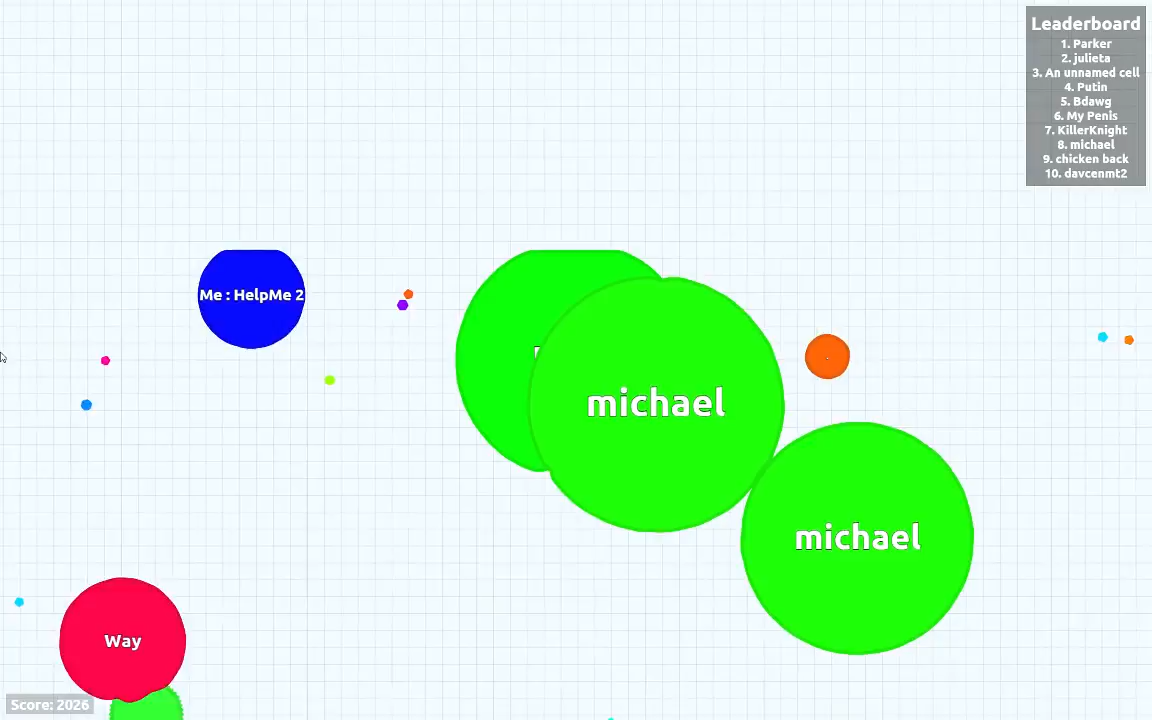 Leaderboard
1. Parker
2. julieta
3. An unnamed cell
4. Putin
5. Bdawg
6. My Penis
7. KillerKnight
8. michael
9. chicken back
10. davcenmt2
Me : HelpMe 2
michael
michael
Way
Score: 2026